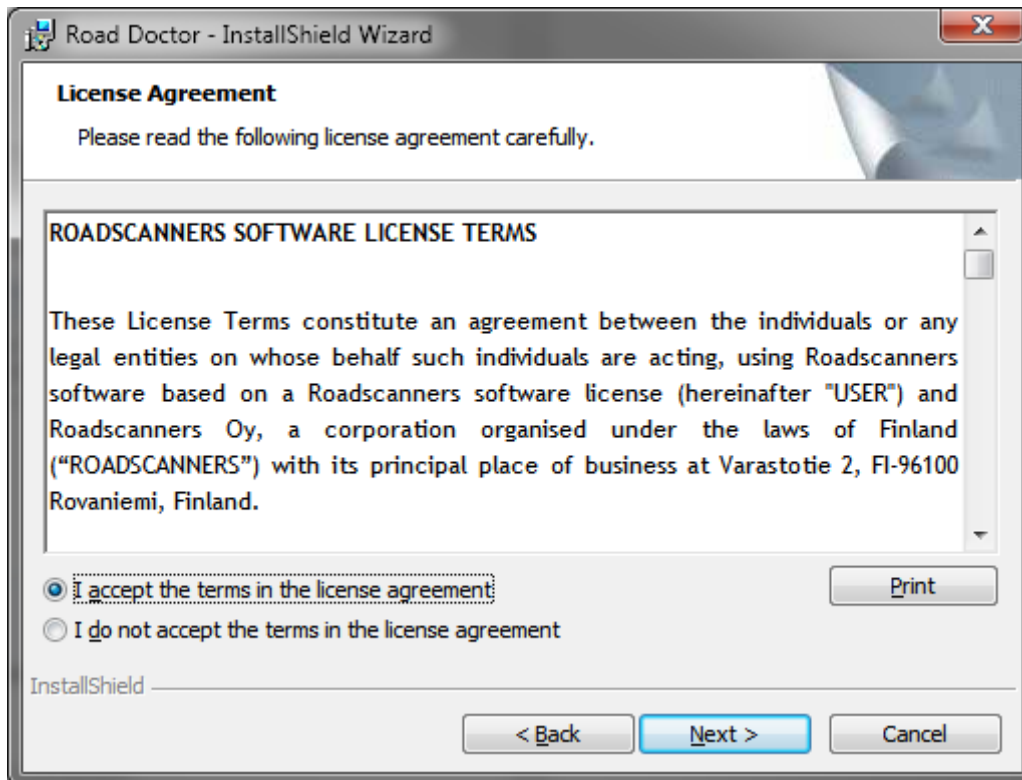 Road Doctor - InstallShield Wizard
X
License Agreement
Please read the following license agreement carefully.
ROADSCANNERS SOFTWARE LICENSE TERMS
These License Terms constitute an agreement between the individuals or any
legal entities on whose behalf such individuals are acting, using Roadscanners
software based on a Roadscanners software license (hereinafter "USER") and
Roadscanners Oy, a corporation organised under the laws of Finland
(“ROADSCANNERS”) with its principal place of business at Varastotie 2, FI-96100
Rovaniemi, Finland.
I accept the terms in the license agreement
Print
I do not accept the terms in the license agreement
InstallShield
< Back
Next >
Cancel